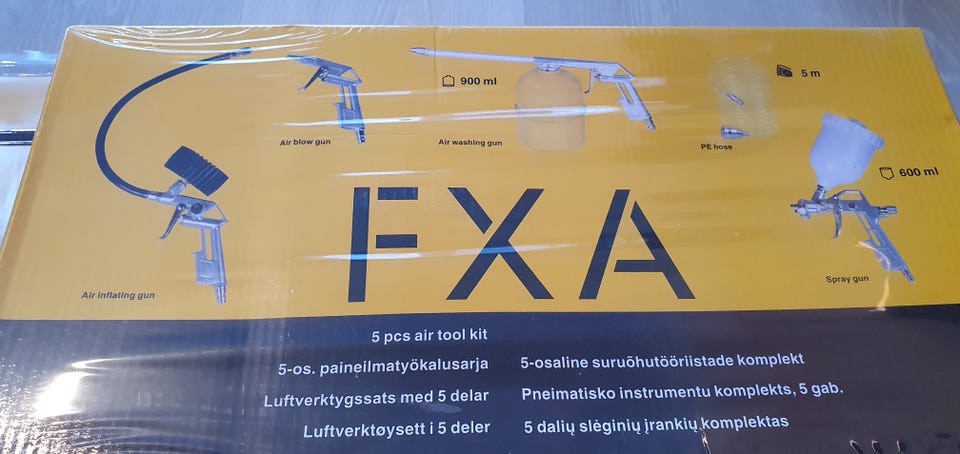 900 ml
5 m
Air blow gun
Air washing gun
PE hose
600 ml
Air inflating gun
Spray gun
FXA
5 pcs air tool kit
5-os. paineilmatyökalusarja
Luftverktygssats med 5 delar
Luftverktøysett i 5 deler
5-osaline suruõhutööriistade komplekt
Pneimatisko instrumentu komplekts, 5 gab.
5 dalių slėginių įrankių komplektas